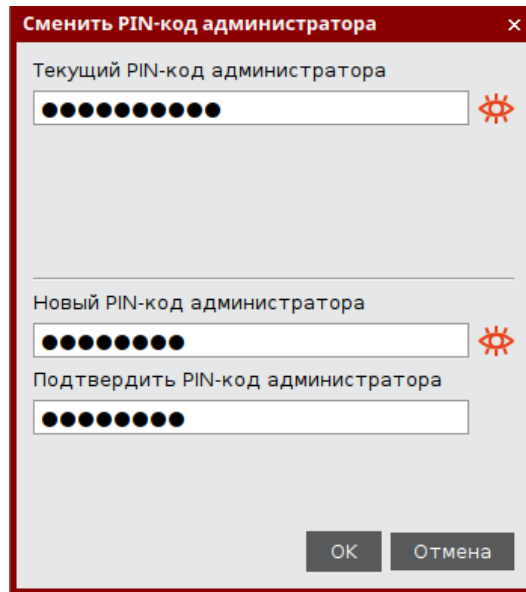 Сменить PIN-код администратора ×
Текущий PIN-код администратора
●●●●●●●●●●
Новый PIN-код администратора
●●●●●●●●
Подтвердить PIN-код администратора
●●●●●●●●
OK Отмена